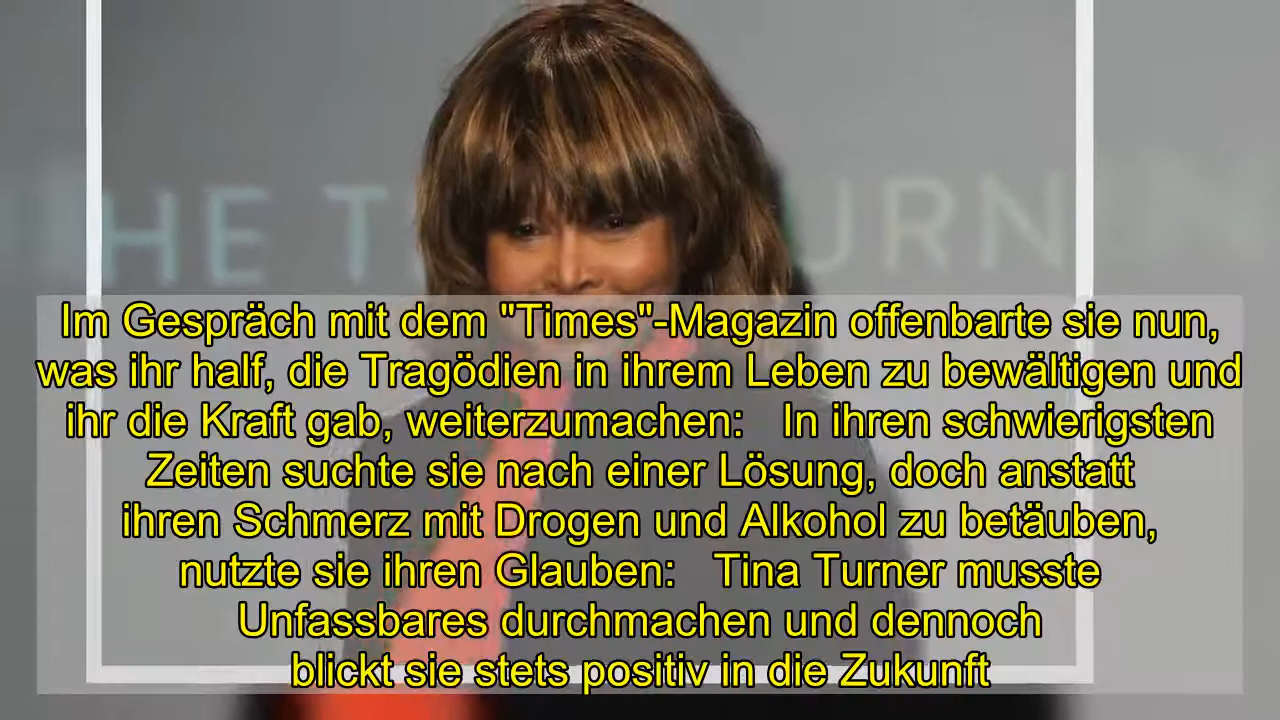 HE T URNIN
Im Gespräch mit dem "Times"-Magazin offenbarte sie nun,
was ihr half, die Tragödien in ihrem Leben zu bewältigen und
ihr die Kraft gab, weiterzumachen: In ihren schwierigsten
Zeiten suchte sie nach einer Lösung, doch anstatt
ihren Schmerz mit Drogen und Alkohol zu betäuben,
nutzte sie ihren Glauben: Tina Turner musste
Unfassbares durchmachen und dennoch
blickt sie stets positiv in die Zukunft